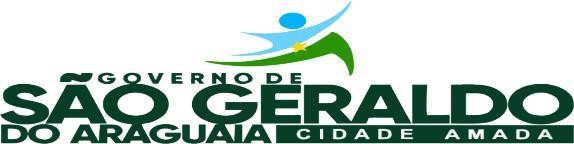 GOVERNO DE
SÃO GERALDO
DO ARAGUAIA CIDADE AMADA